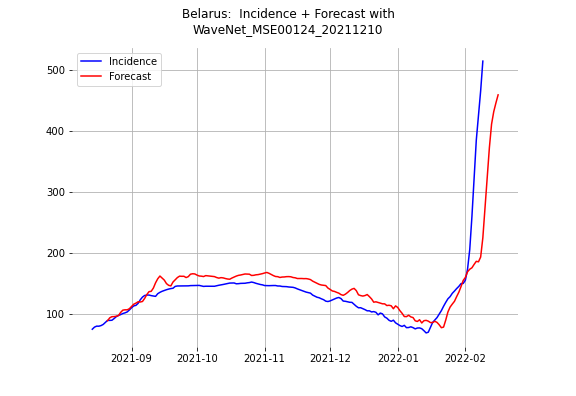 Belarus:  Incidence + Forecast with
WaveNet_MSE00124_20211210
Incidence
Forecast
500
400
300
200
100
2021-09
2021-10
2021-11
2021-12
2022-01
2022-02